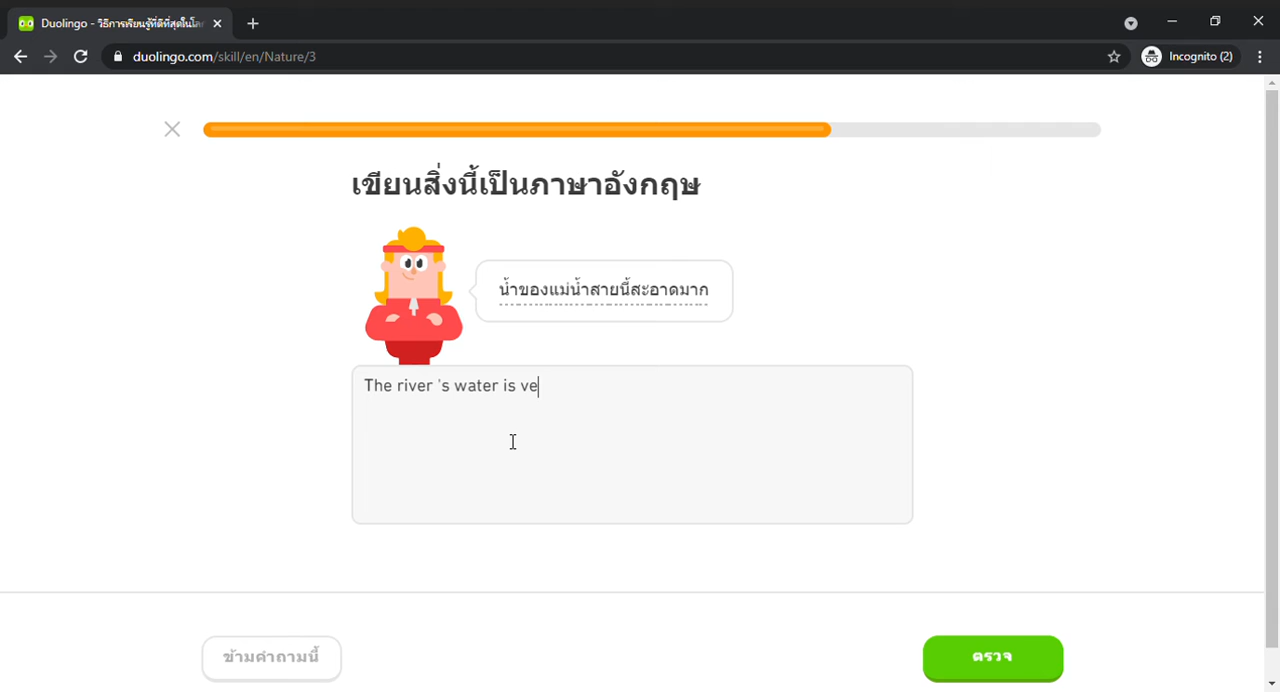 Duolingo - วิธีการเรียนรู้ที่ดีที่สุดในโล
duolingo.com/skill/en/Nature/3
Incognito (2)
เขียนสิ่งนี้เป็นภาษาอังกฤษ
น้ำของแม่น้ำสายนี้สะอาดมาก
The river 's water is ve
ข้ามคำถามนี้
ตรวจ